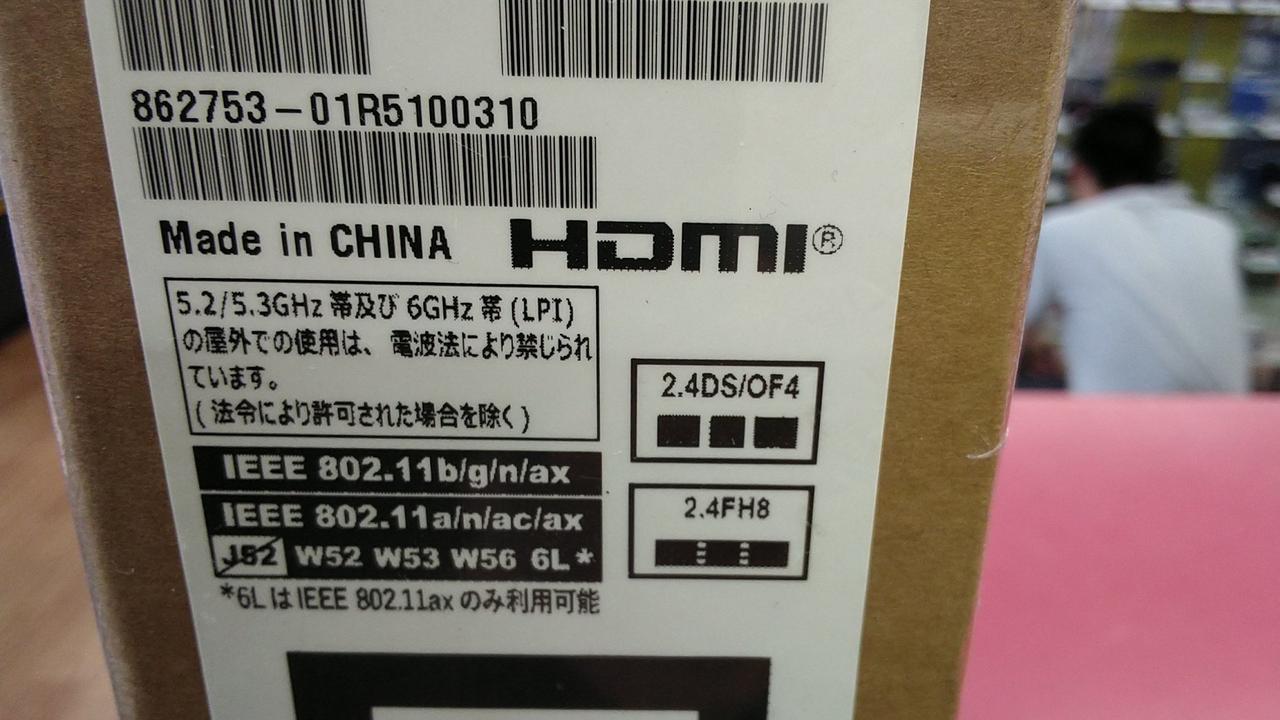 862753-01R5100310
Made in CHINA
HDMI®
5.2/5.3GHz 帯及び 6GHz 帯 (LPI)
の屋外での使用は、電波法により禁じられ
ています。
(法令により許可された場合を除く)
2.4DS/OF4
IEEE 802.11b/g/n/ax
IEEE 802.11a/n/ac/ax
J52 W52 W53 W56 6L*
2.4FH8
*6L は IEEE 802.11ax のみ利用可能